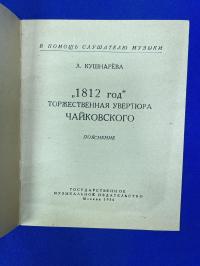 В ПОМОЩЬ СЛУШАТЕЛЮ МУЗЫКИ
Л. КУШНАРЁВА
„1812 год“
ТОРЖЕСТВЕННАЯ УВЕРТЮРА
ЧАЙКОВСКОГО
ПОЯСНЕНИЕ
ГОСУДАРСТВЕННОЕ
МУЗЫКАЛЬНОЕ ИЗДАТЕЛЬСТВО
Москва